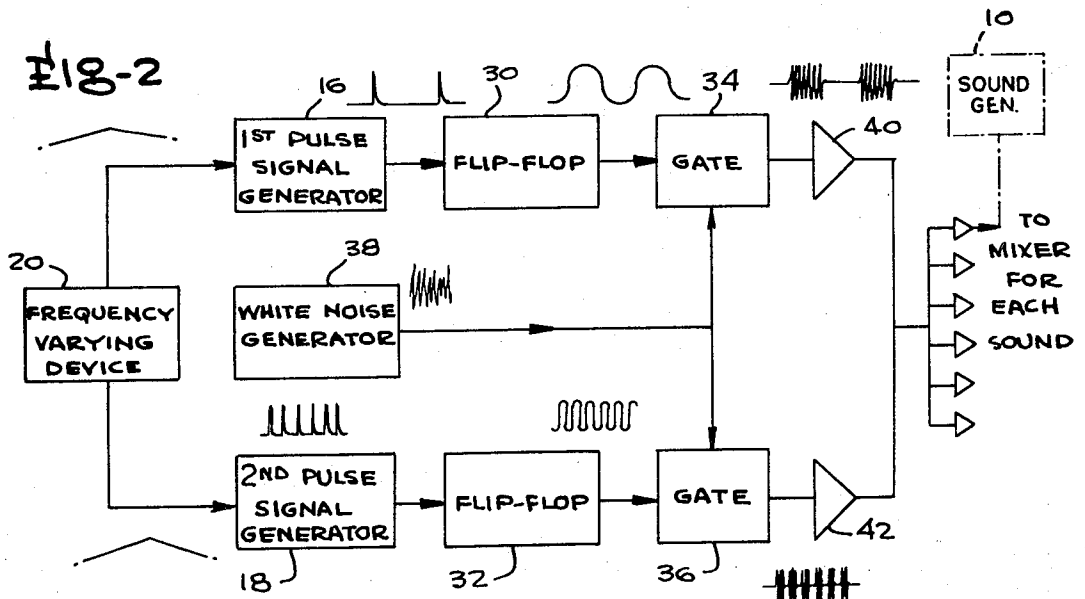 Fig-2
10
SOUND
GEN.
16
1ST PULSE
SIGNAL
GENERATOR
30
FLIP-FLOP
34
GATE
40
TO
MIXER
FOR
EACH
SOUND
20
FREQUENCY
VARYING
DEVICE
38
WHITE NOISE
GENERATOR
2ND PULSE
SIGNAL
GENERATOR
18
FLIP-FLOP
32
GATE
36
42